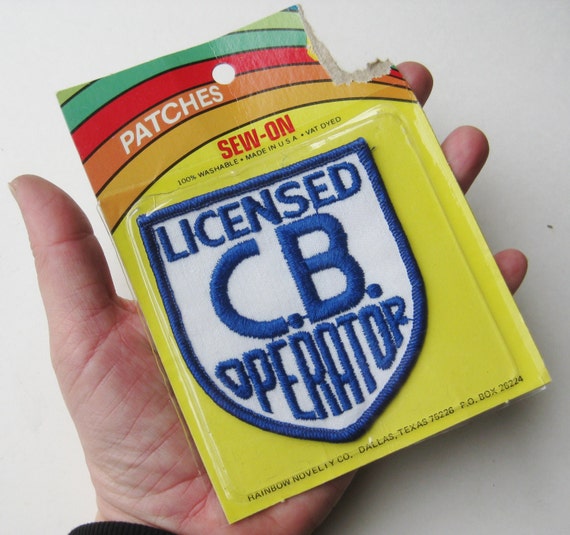 PATCHES
SEW-ON
100% WASHABLE • MADE IN U.S.A • VAT DYED
LICENSED
C.B.
OPERATOR
RAINBOW NOVELTY CO. DALLAS, TEXAS 75226 P.O. BOX 26224